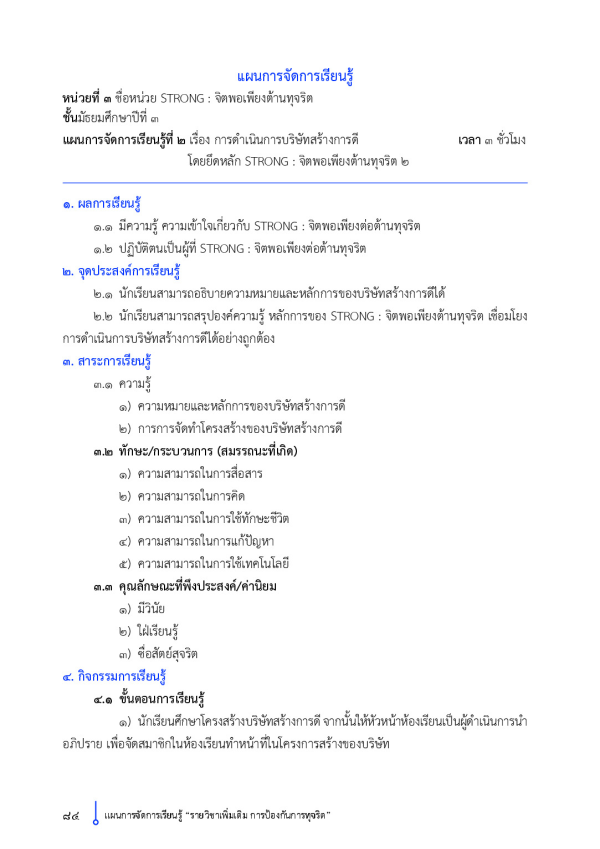 แผนการจัดการเรียนรู้
หน่วยที่ ๓ ชื่อหน่วย STRONG : จิตพอเพียงต้านทุจริต
ชั้นมัธยมศึกษาปีที่ ๓
แผนการจัดการเรียนรู้ที่ ๒ เรื่อง การดำเนินการบริษัทสร้างการดี เวลา ๓ ชั่วโมง
โดยยึดหลัก STRONG : จิตพอเพียงต้านทุจริต ๒
๑. ผลการเรียนรู้
๑.๑ มีความรู้ ความเข้าใจเกี่ยวกับ STRONG : จิตพอเพียงต่อต้านทุจริต
๑.๒ ปฏิบัติตนเป็นผู้ที่ STRONG : จิตพอเพียงต่อต้านทุจริต
๒. จุดประสงค์การเรียนรู้
๒.๑ นักเรียนสามารถอธิบายความหมายและหลักการของบริษัทสร้างการดีได้
๒.๒ นักเรียนสามารถสรุปองค์ความรู้ หลักการของ STRONG : จิตพอเพียงต้านทุจริต เชื่อมโยง
การดำเนินการบริษัทสร้างการดีได้อย่างถูกต้อง
๓. สาระการเรียนรู้
๓.๑ ความรู้
๑) ความหมายและหลักการของบริษัทสร้างการดี
๒) การการจัดทำโครงสร้างของบริษัทสร้างการดี
๓.๒ ทักษะ/กระบวนการ (สมรรถนะที่เกิด)
๑) ความสามารถในการสื่อสาร
๒) ความสามารถในการคิด
๓) ความสามารถในการใช้ทักษะชีวิต
๔) ความสามารถในการแก้ปัญหา
๕) ความสามารถในการใช้เทคโนโลยี
๓.๓ คุณลักษณะที่พึงประสงค์/ค่านิยม
๑) มีวินัย
๒) ใฝ่เรียนรู้
๓) ซื่อสัตย์สุจริต
๔. กิจกรรมการเรียนรู้
๔.๑ ขั้นตอนการเรียนรู้
๑) นักเรียนศึกษาโครงสร้างบริษัทสร้างการดี จากนั้นให้หัวหน้าห้องเรียนเป็นผู้ดำเนินการนำ
อภิปราย เพื่อจัดสมาชิกในห้องเรียนทำหน้าที่ในโครงการสร้างของบริษัท
๘๔ แผนการจัดการเรียนรู้ “รายวิชาเพิ่มเติม การป้องกันการทุจริต”